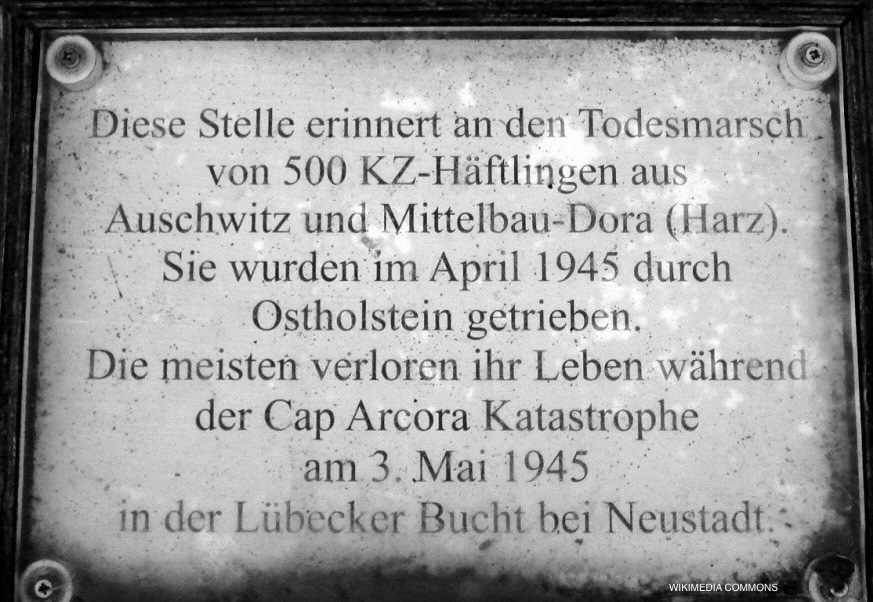 Diese Stelle erinnert an den Todesmarsch
von 500 KZ-Häftlingen aus
Auschwitz und Mittelbau-Dora (Harz).
Sie wurden im April 1945 durch
Ostholstein getrieben.
Die meisten verloren ihr Leben während
der Cap Arcora Katastrophe
am 3. Mai 1945
in der Lübecker Bucht bei Neustadt.
WIKIMEDIA COMMONS